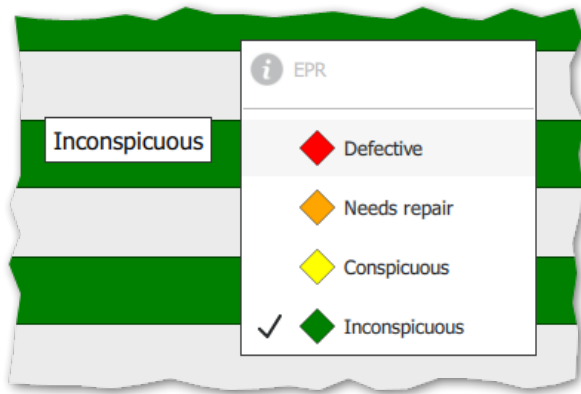 EPR
Inconspicuous
Defective
Needs repair
Conspicuous
Inconspicuous